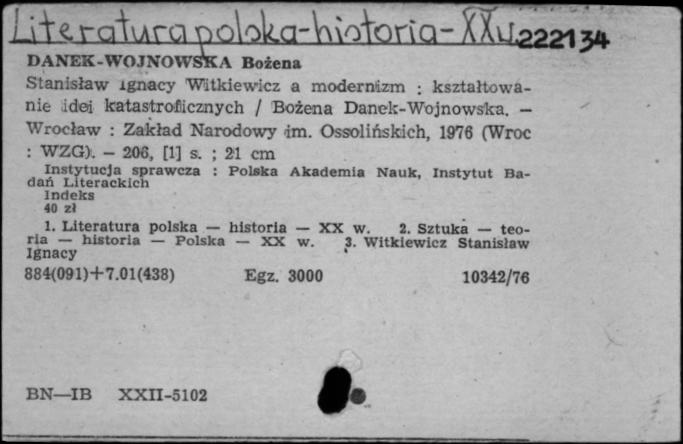 Literatura polska-historia-XXw.222134
DANEK-WOJNOWSKA Bożena
Stanisław Ignacy Witkiewicz a modernizm : kształtowa-
nie idei katastroficznych / Bożena Danek-Wojnowska. —
Wrocław : Zakład Narodowy im. Ossolińskich, 1976 (Wroc
: WZG). — 206, [1] s. ; 21 cm
Instytucja sprawcza : Polska Akademia Nauk, Instytut Ba-
dań Literackich
Indeks
40 zł
1. Literatura polska — historia — XX w. 2. Sztuka — teo-
ria — historia — Polska — XX w. 3. Witkiewicz Stanisław
Ignacy
884(091)+7.01(438) Egz. 3000 10342/76
BN—IB XXII-5102